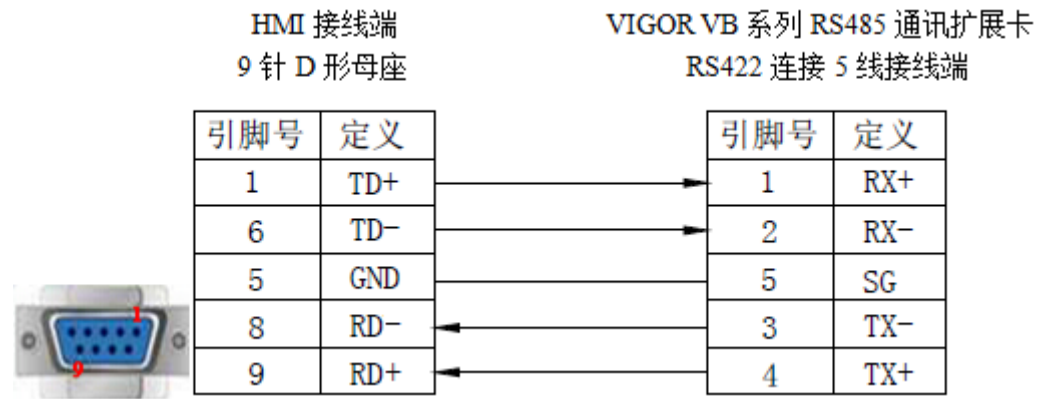 HMI 接线端
9 针 D 形母座
VIGOR VB 系列 RS485 通讯扩展卡
RS422 连接 5 线接线端
引脚号 定义 引脚号 定义
1 TD+ 1 RX+
6 TD- 2 RX-
5 GND 5 SG
8 RD- 3 TX-
9 RD+ 4 TX+
1
9